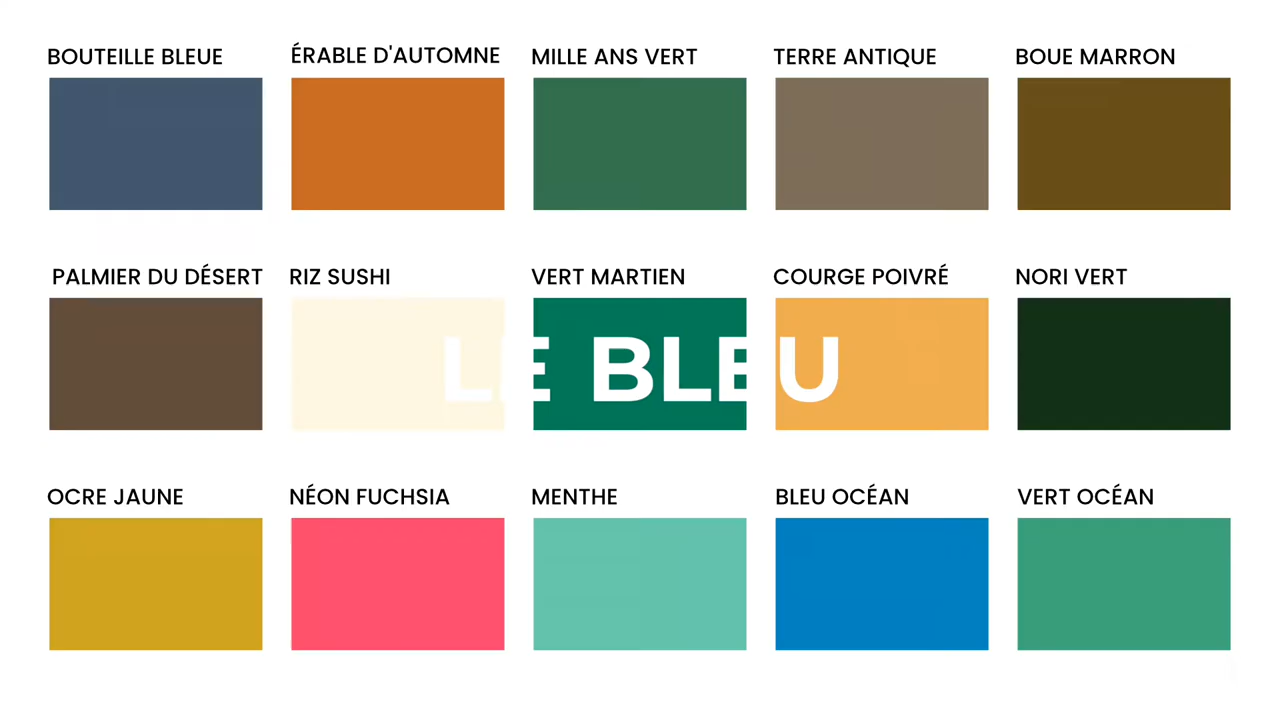 BOUTEILLE BLEUE
ÉRABLE D'AUTOMNE
MILLE ANS VERT
TERRE ANTIQUE
BOUE MARRON
PALMIER DU DÉSERT
RIZ SUSHI
VERT MARTIEN
COURGE POIVRÉ
NORI VERT
LE BLEU
OCRE JAUNE
NÉON FUCHSIA
MENTHE
BLEU OCÉAN
VERT OCÉAN